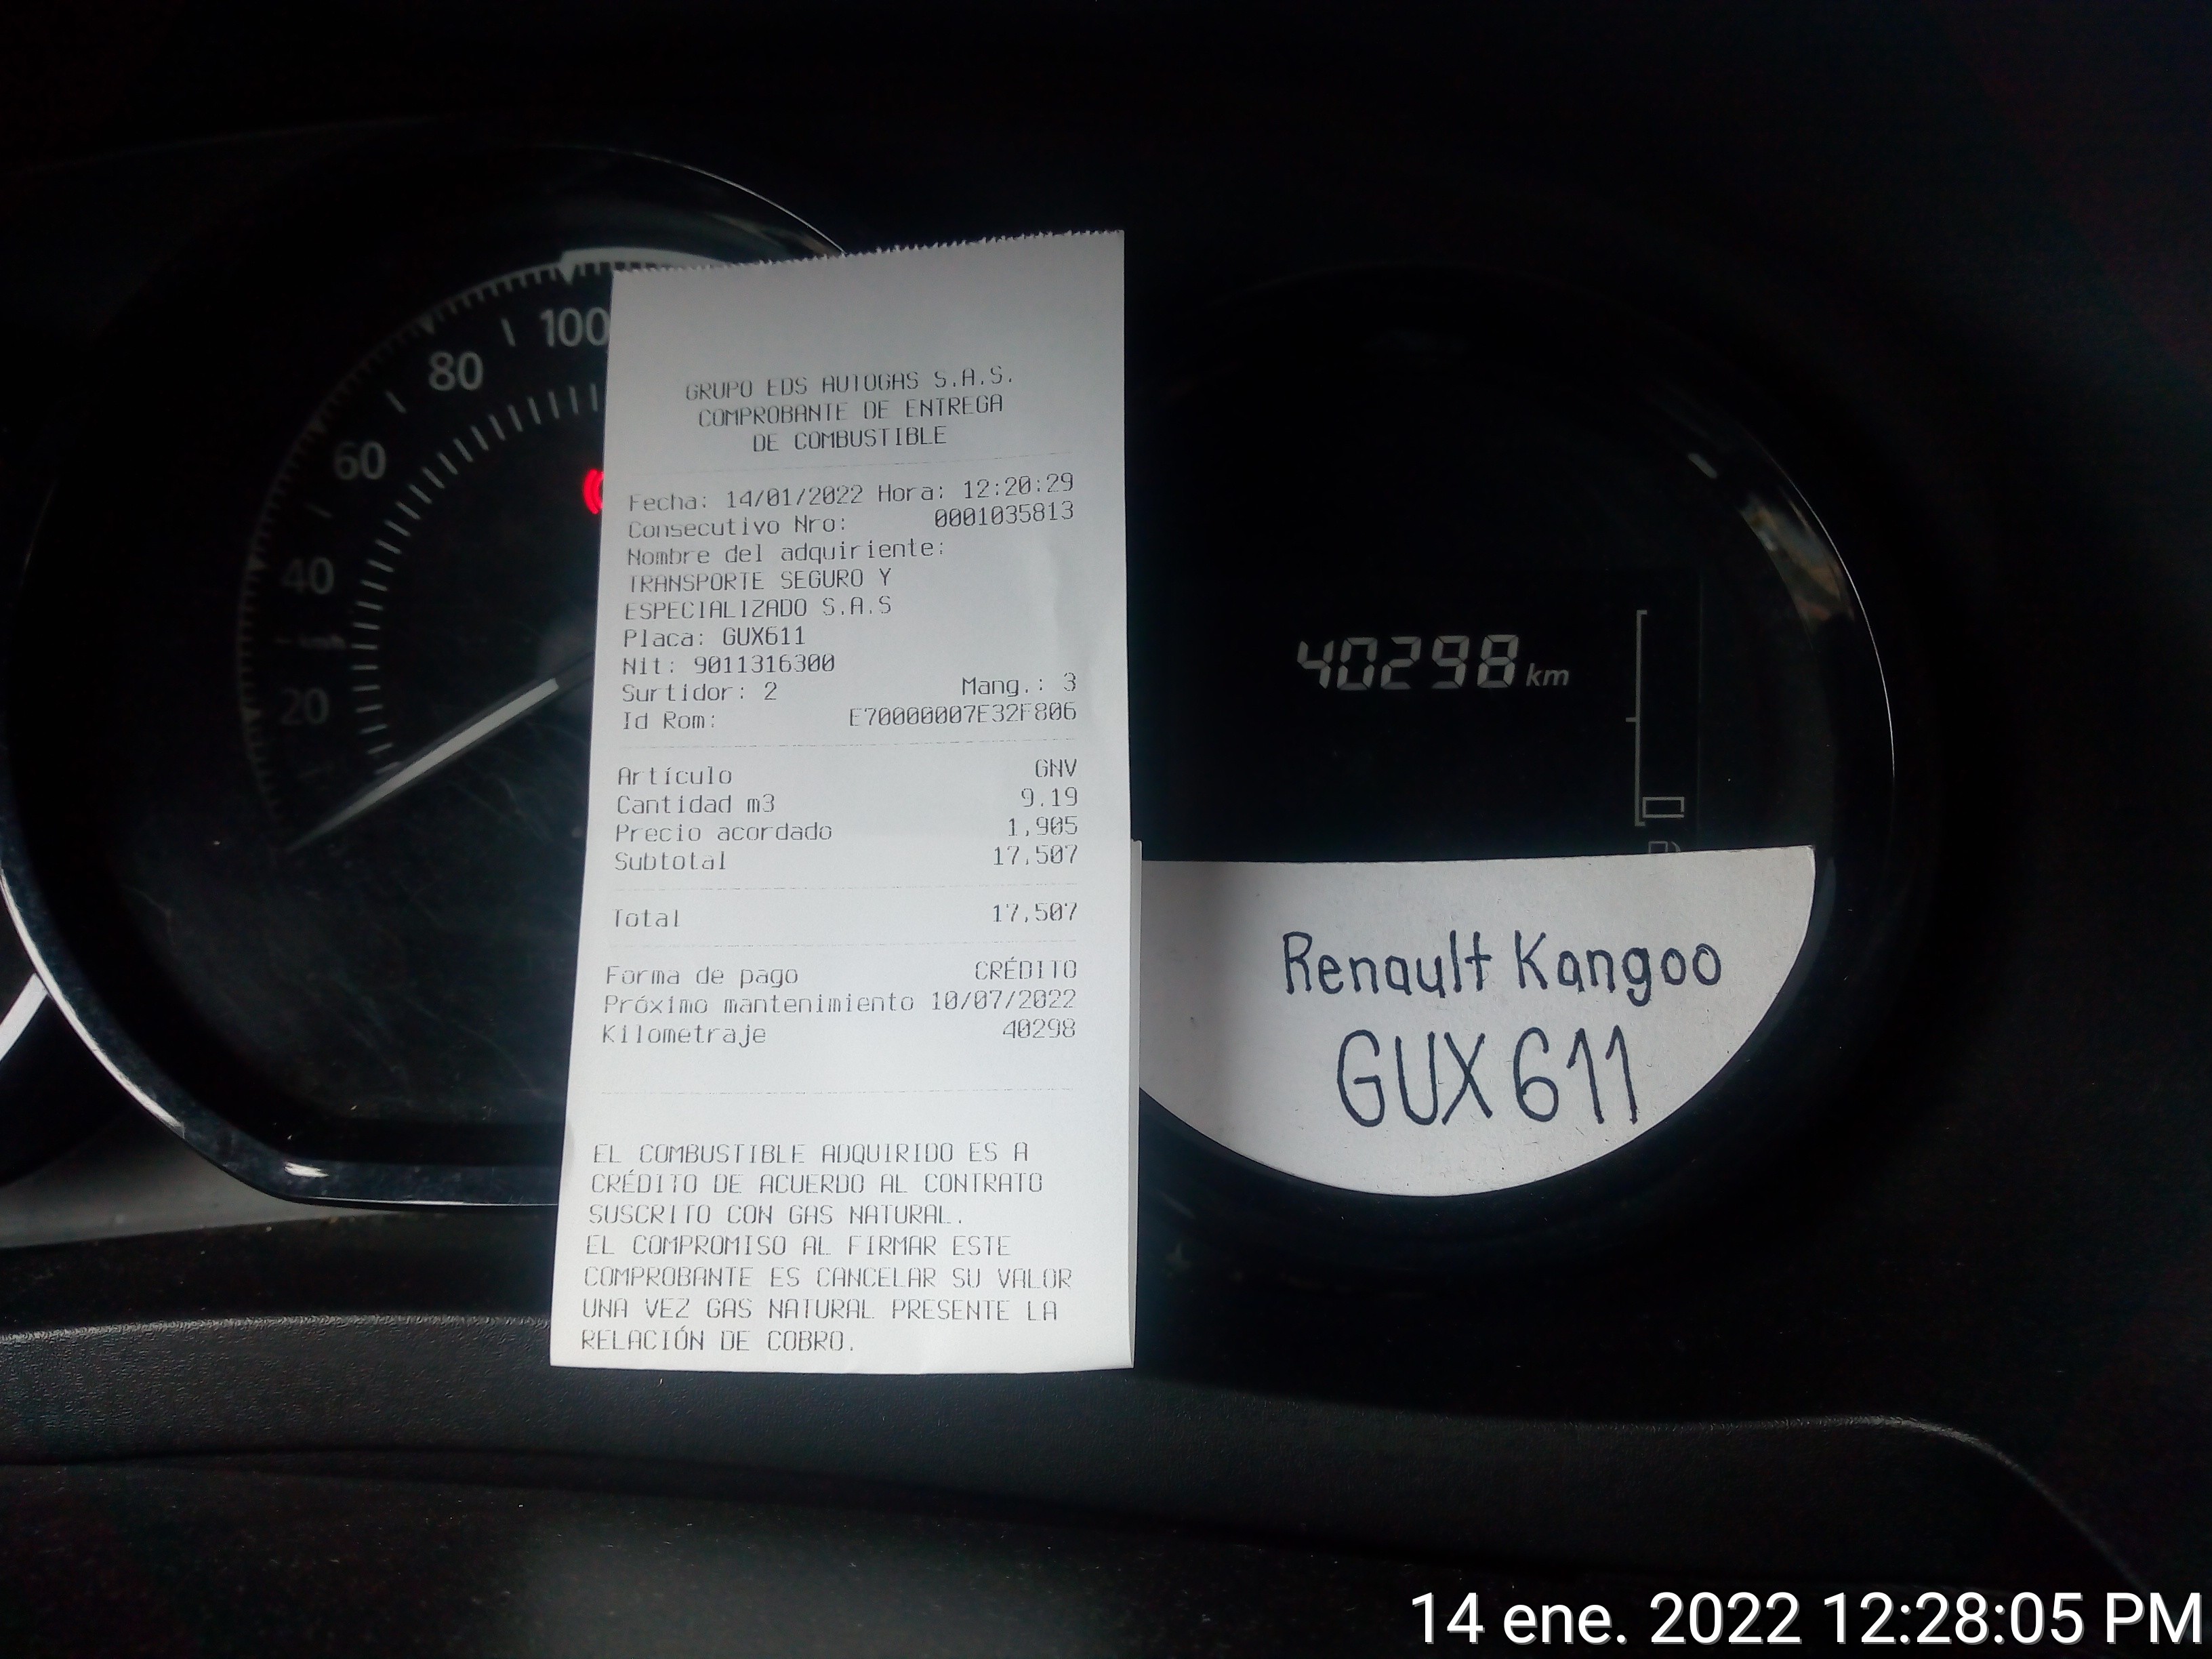 100
80
60
40
20
GRUPO EDS AUTOGAS S.A.S.
COMPROBANTE DE ENTREGA
DE COMBUSTIBLE
Fecha: 14/01/2022 Hora: 12:20:29
Consecutivo Nro: 0001035813
Nombre del adquiriente:
TRANSPORTE SEGURO Y
ESPECIALIZADO S.A.S
Placa: GUX611
Nit: 9011316300
Surtidor: 2 Mang.: 3
Id Rom: E70000007E32F806
Artículo GNV
Cantidad m3 9.19
Precio acordado 1,905
Subtotal 17,507
Total 17,507
Forma de pago CRÉDITO
Próximo mantenimiento 10/07/2022
Kilometraje 40298
EL COMBUSTIBLE ADQUIRIDO ES A
CRÉDITO DE ACUERDO AL CONTRATO
SUSCRITO CON GAS NATURAL.
EL COMPROMISO AL FIRMAR ESTE
COMPROBANTE ES CANCELAR SU VALOR
UNA VEZ GAS NATURAL PRESENTE LA
RELACIÓN DE COBRO.
40298 km
Renault Kangoo
GUX611
14 ene. 2022 12:28:05 PM